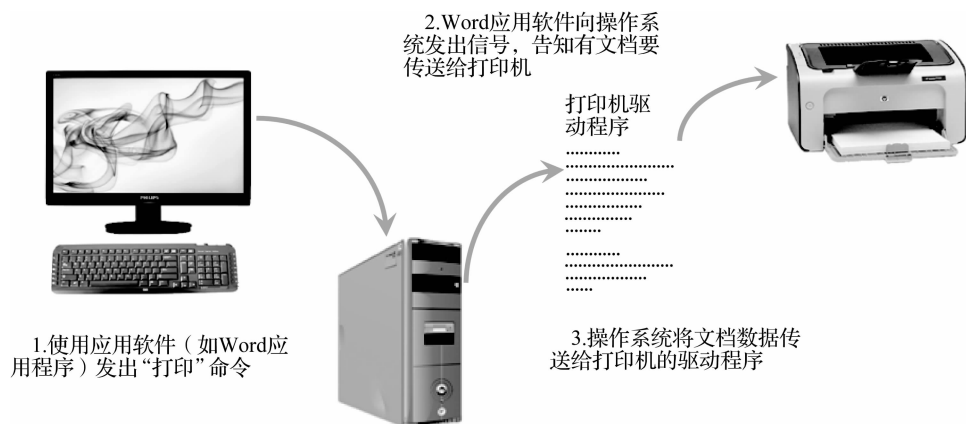 1.使用应用软件（如Word应
用程序）发出“打印”命令
2.Word应用软件向操作系
统发出信号，告知有文档要
传送给打印机
打印机驱动
程序
3.操作系统将文档数据传
送给打印机的驱动程序
PHILIPS